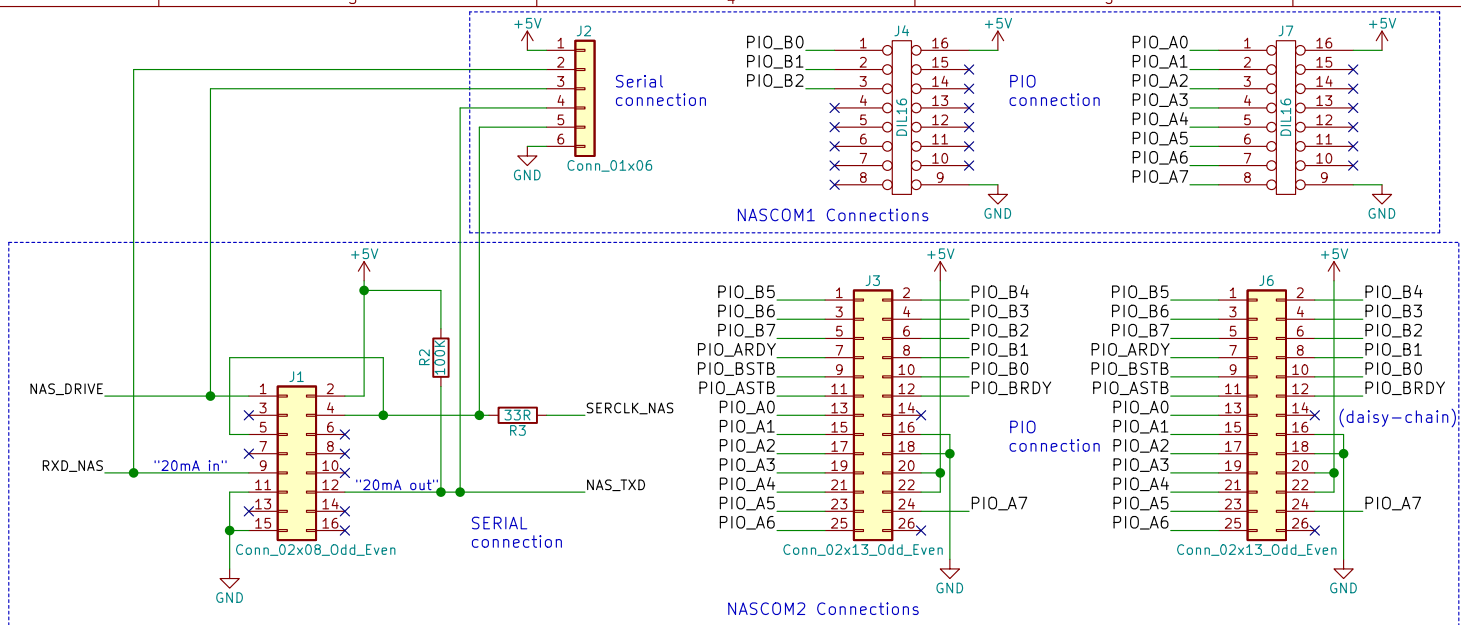 +5V
J2
1
2
3
4
5
6
GND
Conn_01x06
Serial
connection
PIO_B0
PIO_B1
PIO_B2
J4
+5V
1
2
3
4
5
6
7
8
DIL16
16
15
14
13
12
11
10
9
GND
PIO
connection
PIO_A0
PIO_A1
PIO_A2
PIO_A3
PIO_A4
PIO_A5
PIO_A6
PIO_A7
J7
+5V
1
2
3
4
5
6
7
8
DIL16
16
15
14
13
12
11
10
9
GND
NASCOM1 Connections
+5V
R2
100K
J1
NAS_DRIVE
RXD_NAS
"20mA in"
1
3
5
7
9
11
13
15
2
4
6
8
10
12
14
16
"20mA out"
33R
R3
SERCLK_NAS
NAS_TXD
Conn_02x08_Odd_Even
GND
SERIAL
connection
+5V
J3
PIO_B5
PIO_B6
PIO_B7
PIO_ARDY
PIO_BSTB
PIO_ASTB
PIO_A0
PIO_A1
PIO_A2
PIO_A3
PIO_A4
PIO_A5
PIO_A6
1
3
5
7
9
11
13
15
17
19
21
23
25
2
4
6
8
10
12
14
16
18
20
22
24
26
PIO_B4
PIO_B3
PIO_B2
PIO_B1
PIO_B0
PIO_BRDY
PIO_A7
Conn_02x13_Odd_Even
GND
PIO
connection
+5V
J6
PIO_B5
PIO_B6
PIO_B7
PIO_ARDY
PIO_BSTB
PIO_ASTB
PIO_A0
PIO_A1
PIO_A2
PIO_A3
PIO_A4
PIO_A5
PIO_A6
1
3
5
7
9
11
13
15
17
19
21
23
25
2
4
6
8
10
12
14
16
18
20
22
24
26
PIO_B4
PIO_B3
PIO_B2
PIO_B1
PIO_B0
PIO_BRDY
(daisy-chain)
PIO_A7
Conn_02x13_Odd_Even
GND
NASCOM2 Connections